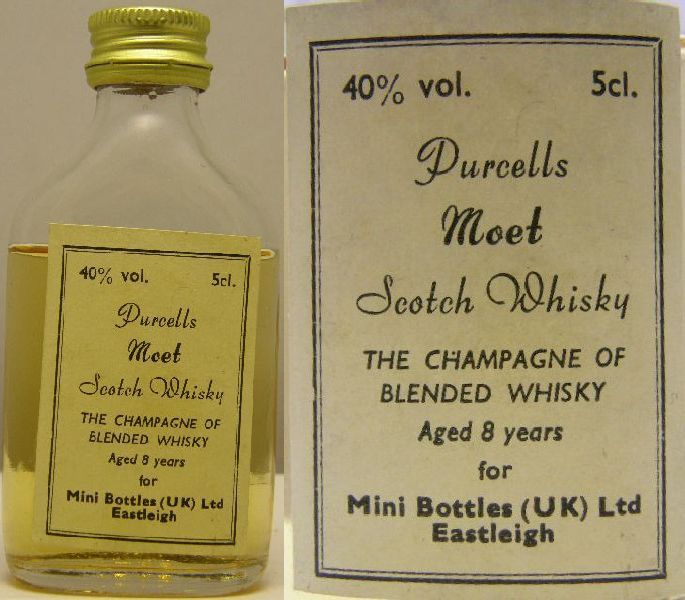 40% vol. 5cl.
Purcells
Moet
Scotch Whisky
THE CHAMPAGNE OF
BLENDED WHISKY
Aged 8 years
for
Mini Bottles (UK) Ltd
Eastleigh
40% vol. 5cl.
Purcells
Moet
Scotch Whisky
THE CHAMPAGNE OF
BLENDED WHISKY
Aged 8 years
for
Mini Bottles (UK) Ltd
Eastleigh